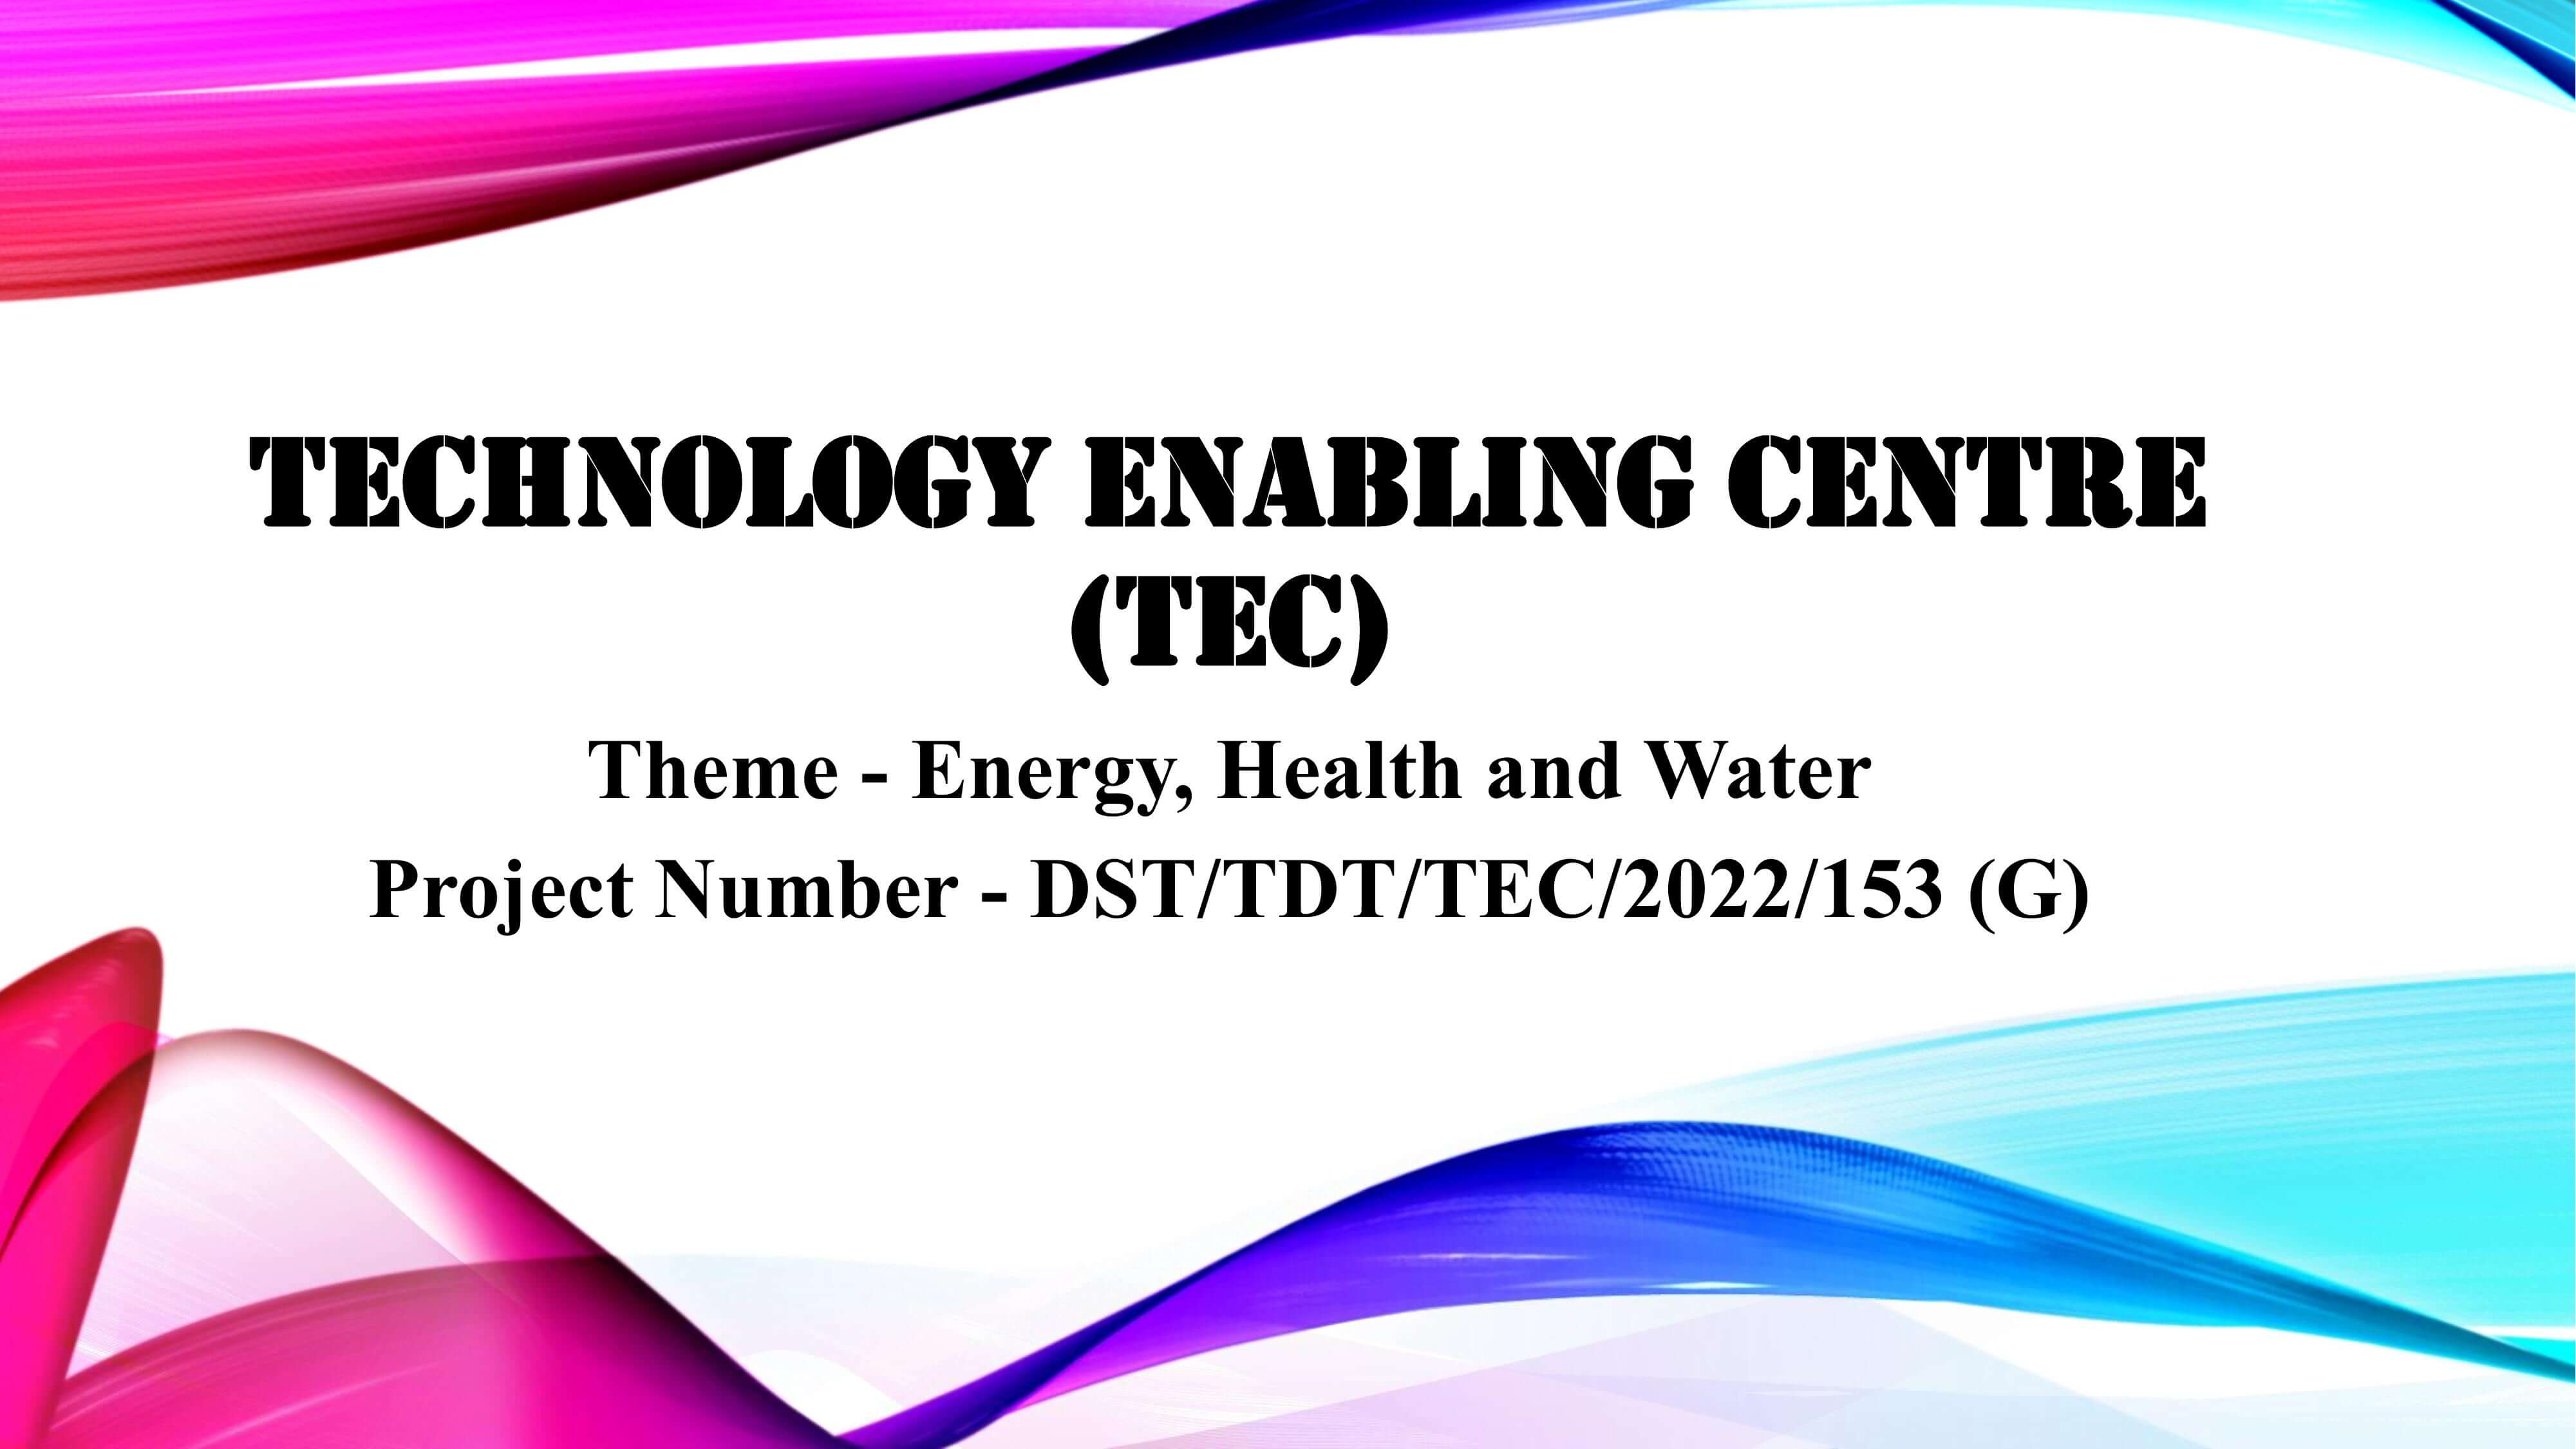 TECHNOLOGY ENABLING CENTRE
(TEC)
Theme - Energy, Health and Water
Project Number - DST/TDT/TEC/2022/153 (G)